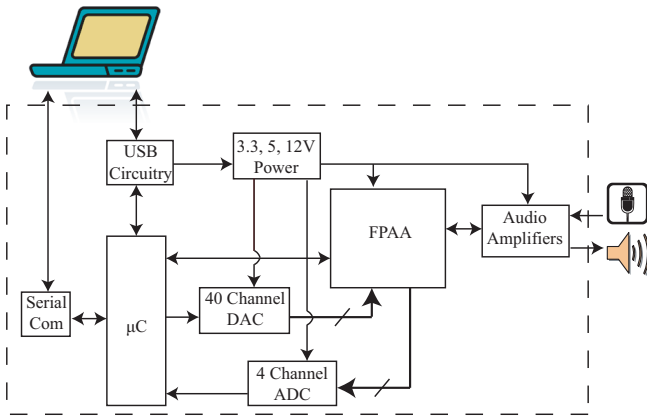 USB
Circuitry
3.3, 5, 12V
Power
FPAA
Audio
Amplifiers
Serial
Com
μC
40 Channel
DAC
4 Channel
ADC